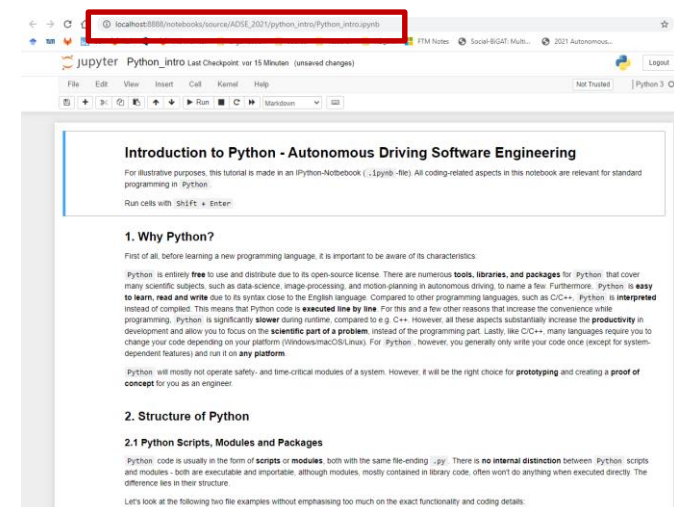 localhost:8888/notebooks/source/ADSE_2021/python_intro/Python_intro.ipynb
FTM Notes Social-BiGAT: Multi... 2021 Autonomous...
jupyter Python_intro Last Checkpoint: vor 15 Minuten (unsaved changes) Logout
File Edit View Insert Cell Kernel Help Not Trusted Python 3
Run Markdown
Introduction to Python - Autonomous Driving Software Engineering
For illustrative purposes, this tutorial is made in an IPython-Notbebook (.ipynb -file). All coding-related aspects in this notebook are relevant for standard
programming in Python.
Run cells with Shift + Enter
1. Why Python?
First of all, before learning a new programming language, it is important to be aware of its characteristics:
Python is entirely free to use and distribute due to its open-source license. There are numerous tools, libraries, and packages for Python that cover
many scientific subjects, such as data-science, image-processing, and motion-planning in autonomous driving, to name a few. Furthermore, Python is easy
to learn, read and write due to its syntax close to the English language. Compared to other programming languages, such as C/C++, Python is interpreted
instead of compiled. This means that Python code is executed line by line. For this and a few other reasons that increase the convenience while
programming, Python is significantly slower during runtime, compared to e.g. C++. However, all these aspects substantially increase the productivity in
development and allow you to focus on the scientific part of a problem, instead of the programming part. Lastly, like C/C++, many languages require you to
change your code depending on your platform (Windows/macOS/Linux). For Python, however, you generally only write your code once (except for system-
dependent features) and run it on any platform.
Python will mostly not operate safety- and time-critical modules of a system. However, it will be the right choice for prototyping and creating a proof of
concept for you as an engineer.
2. Structure of Python
2.1 Python Scripts, Modules and Packages
Python code is usually in the form of scripts or modules, both with the same file-ending .py. There is no internal distinction between Python scripts
and modules - both are executable and importable, although modules, mostly contained in library code, often won't do anything when executed directly. The
difference lies in their structure.
Let's look at the following two file examples without emphasising too much on the exact functionality and coding details: